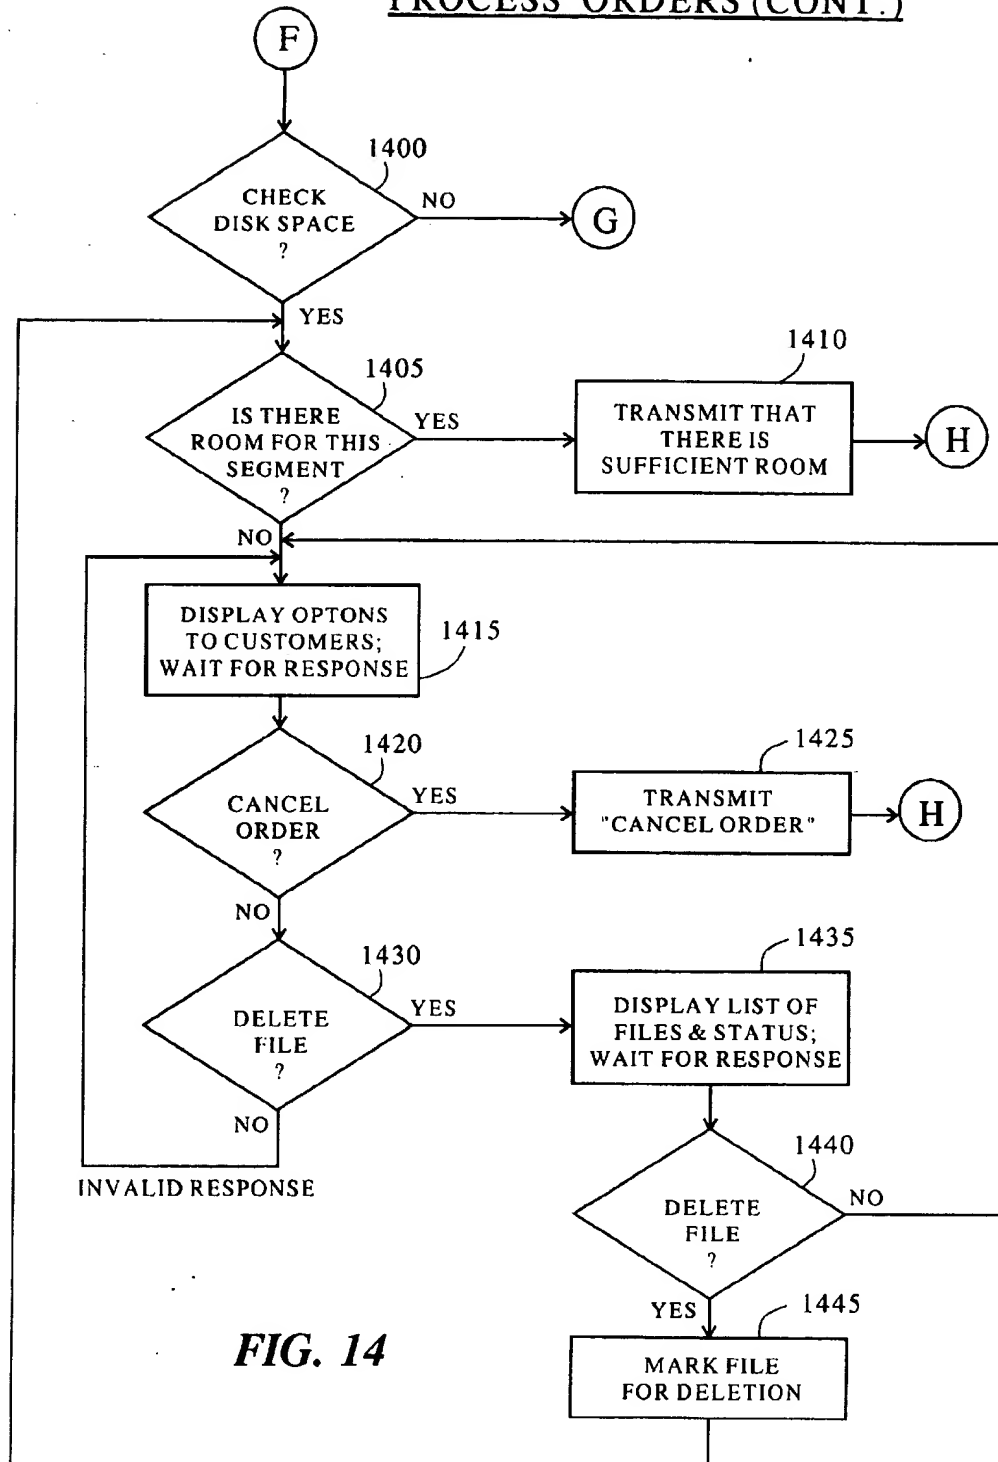 PROCESS ORDERS (CONT.)
F
1400
CHECK
DISK SPACE
?
NO
G
YES
1405
IS THERE
ROOM FOR THIS
SEGMENT
?
YES
1410
TRANSMIT THAT
THERE IS
SUFFICIENT ROOM
H
NO
DISPLAY OPTONS
TO CUSTOMERS;
WAIT FOR RESPONSE
1415
1420
CANCEL
ORDER
?
YES
1425
TRANSMIT
"CANCEL ORDER"
H
NO
1430
DELETE
FILE
?
YES
1435
DISPLAY LIST OF
FILES & STATUS;
WAIT FOR RESPONSE
NO
INVALID RESPONSE
1440
DELETE
FILE
?
NO
YES
1445
MARK FILE
FOR DELETION
FIG. 14